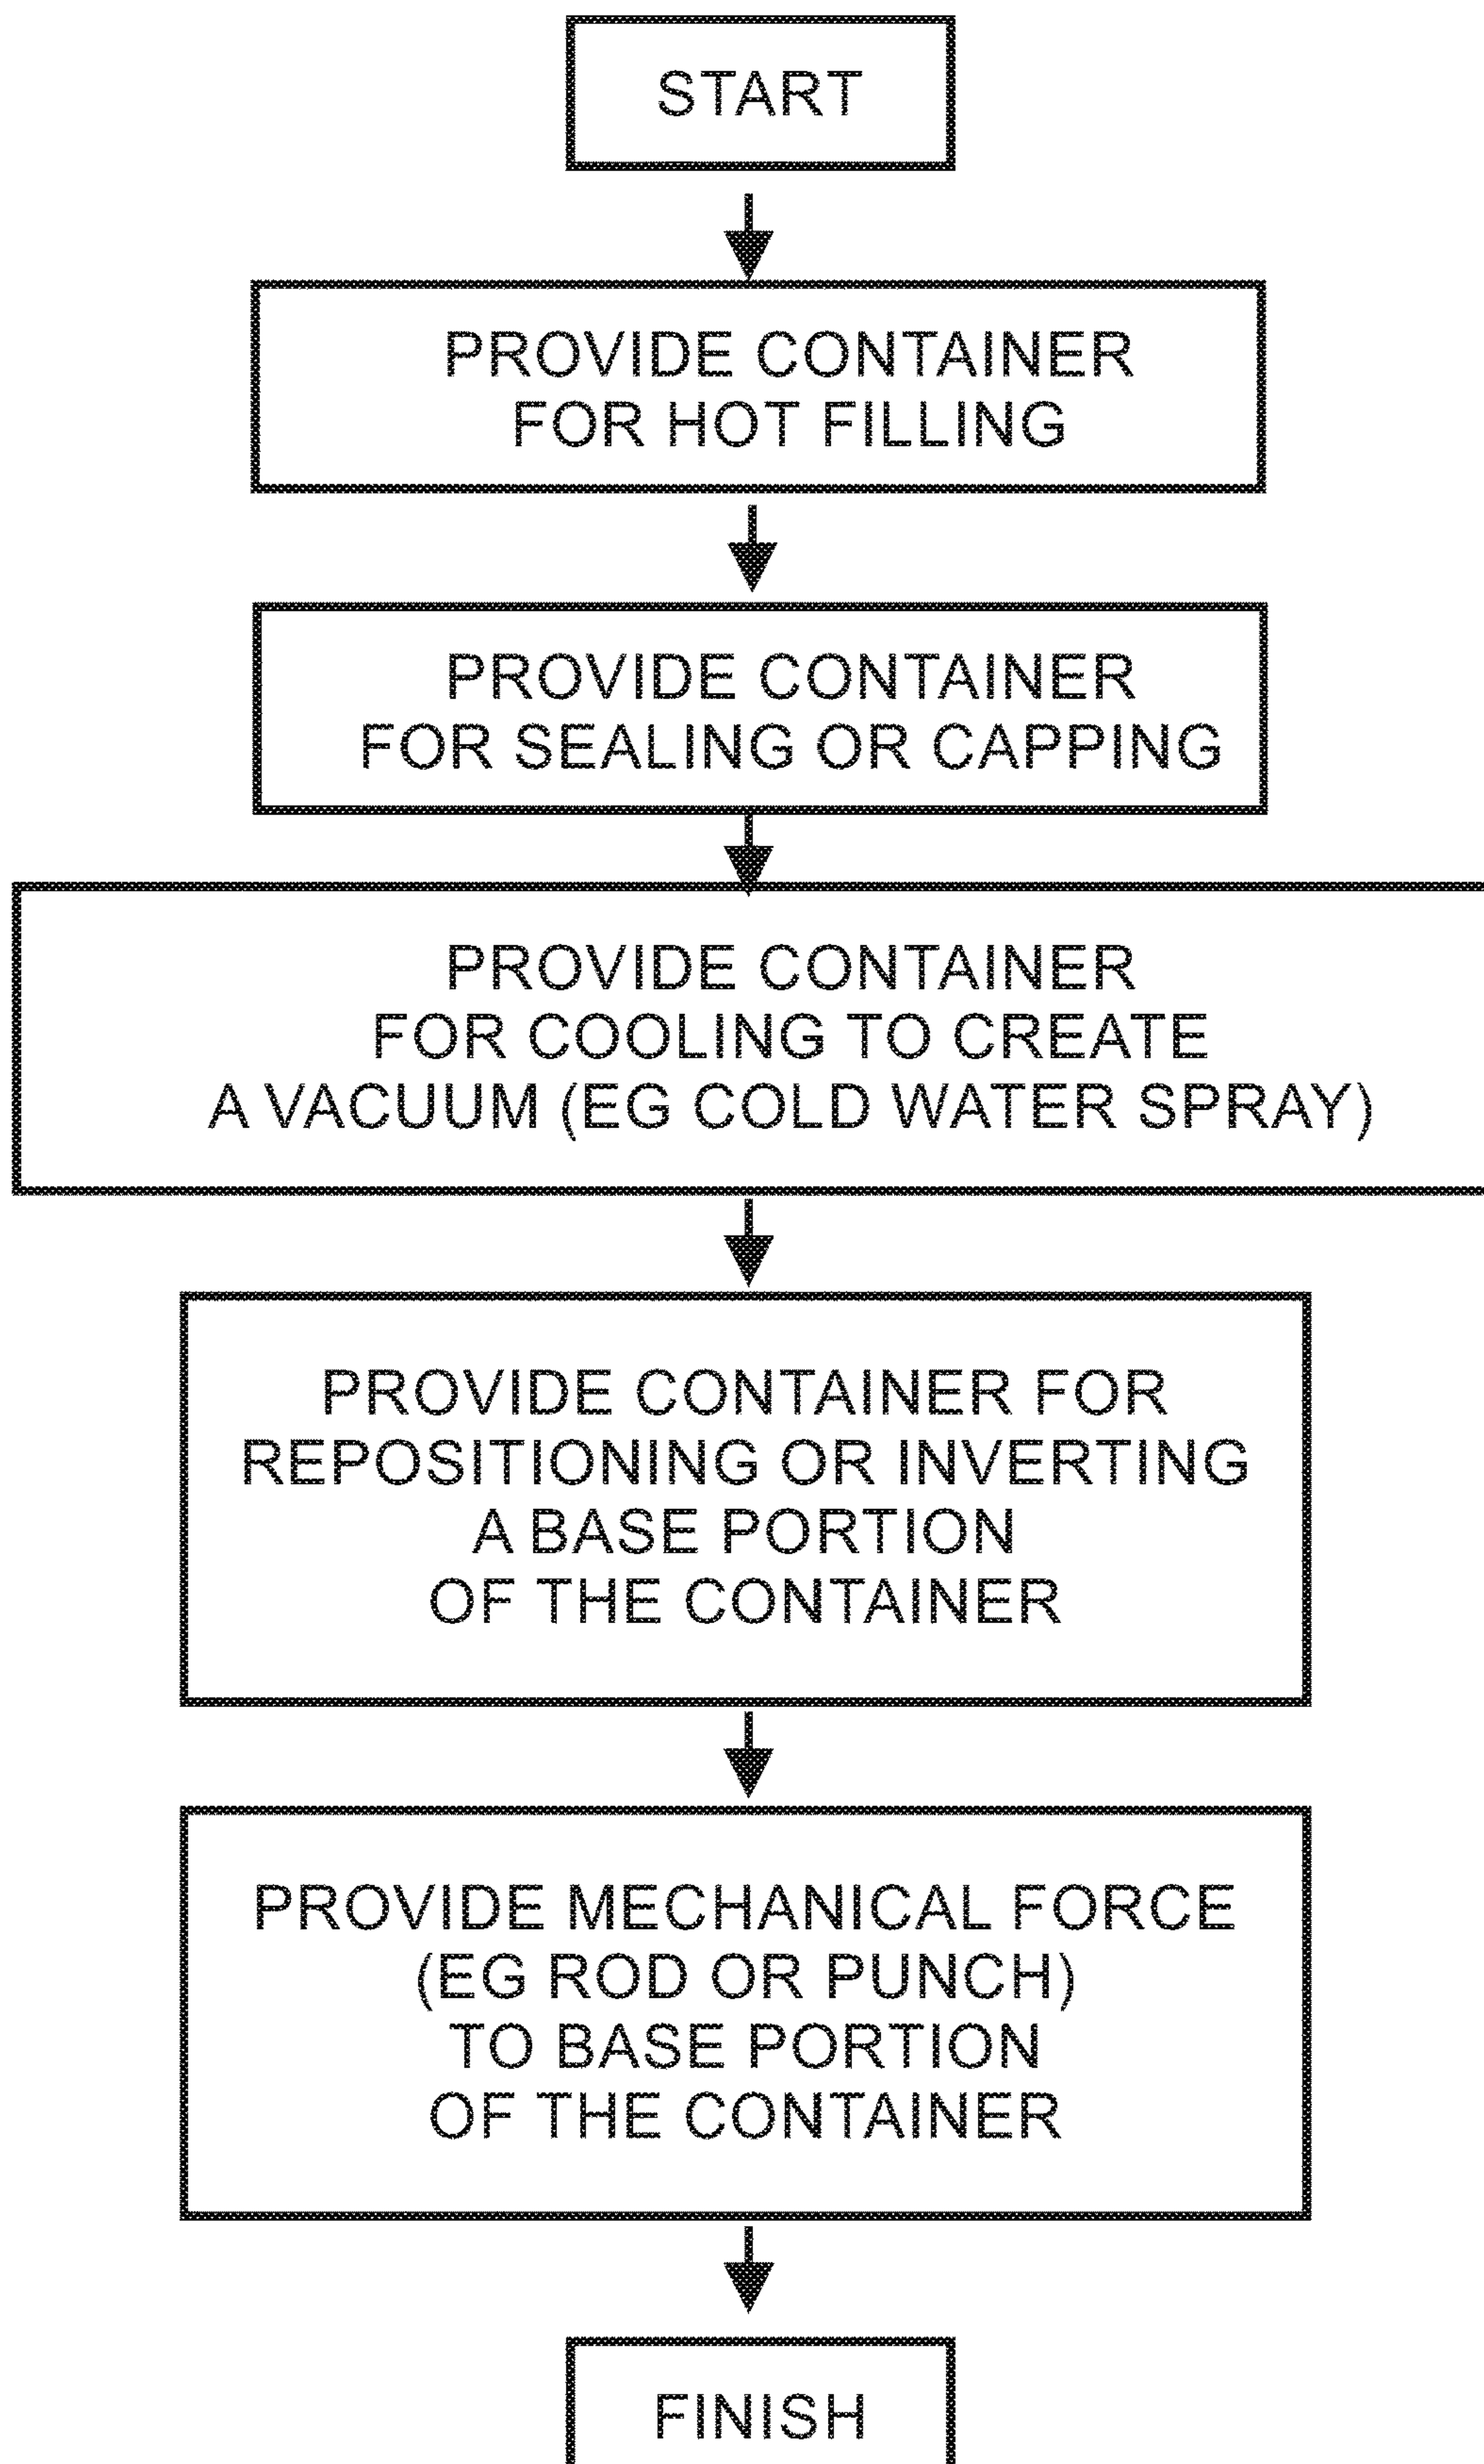 START
PROVIDE CONTAINER
FOR HOT FILLING
PROVIDE CONTAINER
FOR SEALING OR CAPPING
PROVIDE CONTAINER
FOR COOLING TO CREATE
A VACUUM (EG COLD WATER SPRAY)
PROVIDE CONTAINER FOR
REPOSITIONING OR INVERTING
A BASE PORTION
OF THE CONTAINER
PROVIDE MECHANICAL FORCE
(EG ROD OR PUNCH)
TO BASE PORTION
OF THE CONTAINER
FINISH